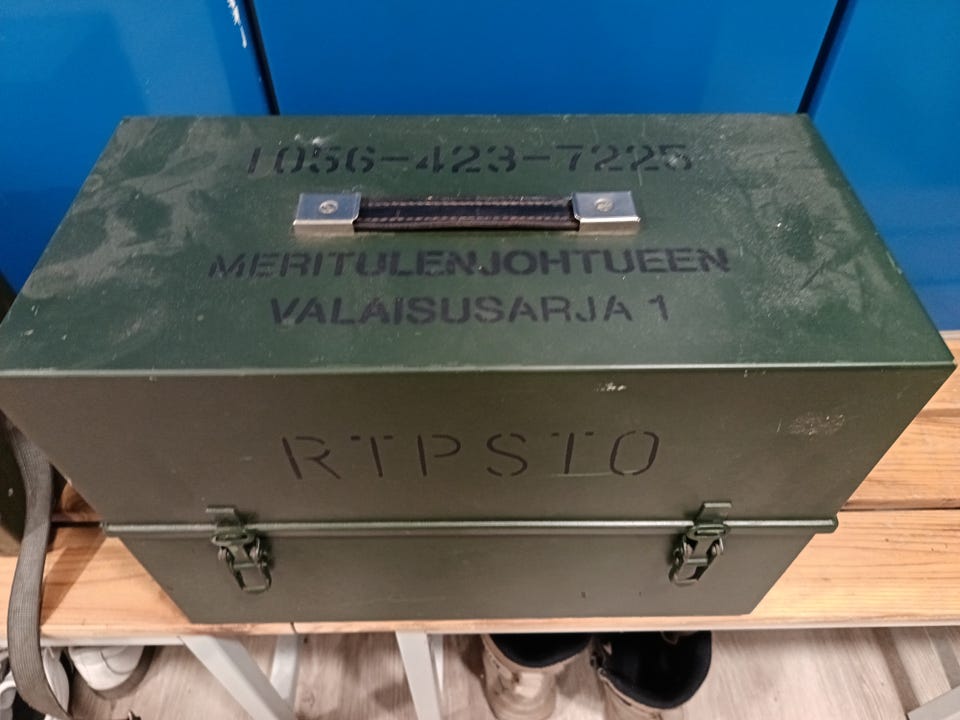 1056-423-7225
MERITULENJOHTUEEN
VALAISUSARJA 1
RTPSTO